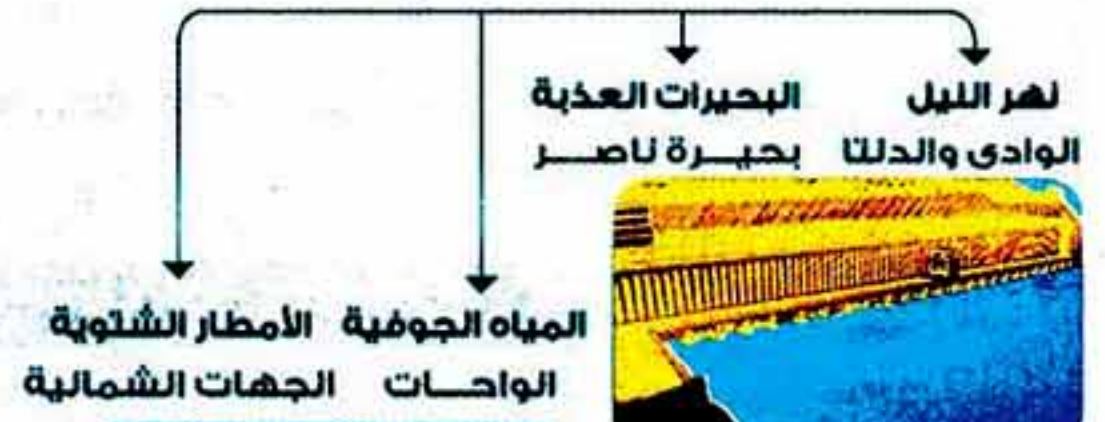 نهر النيل
الوادى والدلتا
البحيرات العذبة
بحيـــرة ناصـــر
المياه الجوفية
الواحـــات
الأمطار الشتوية
الجهات الشمالية